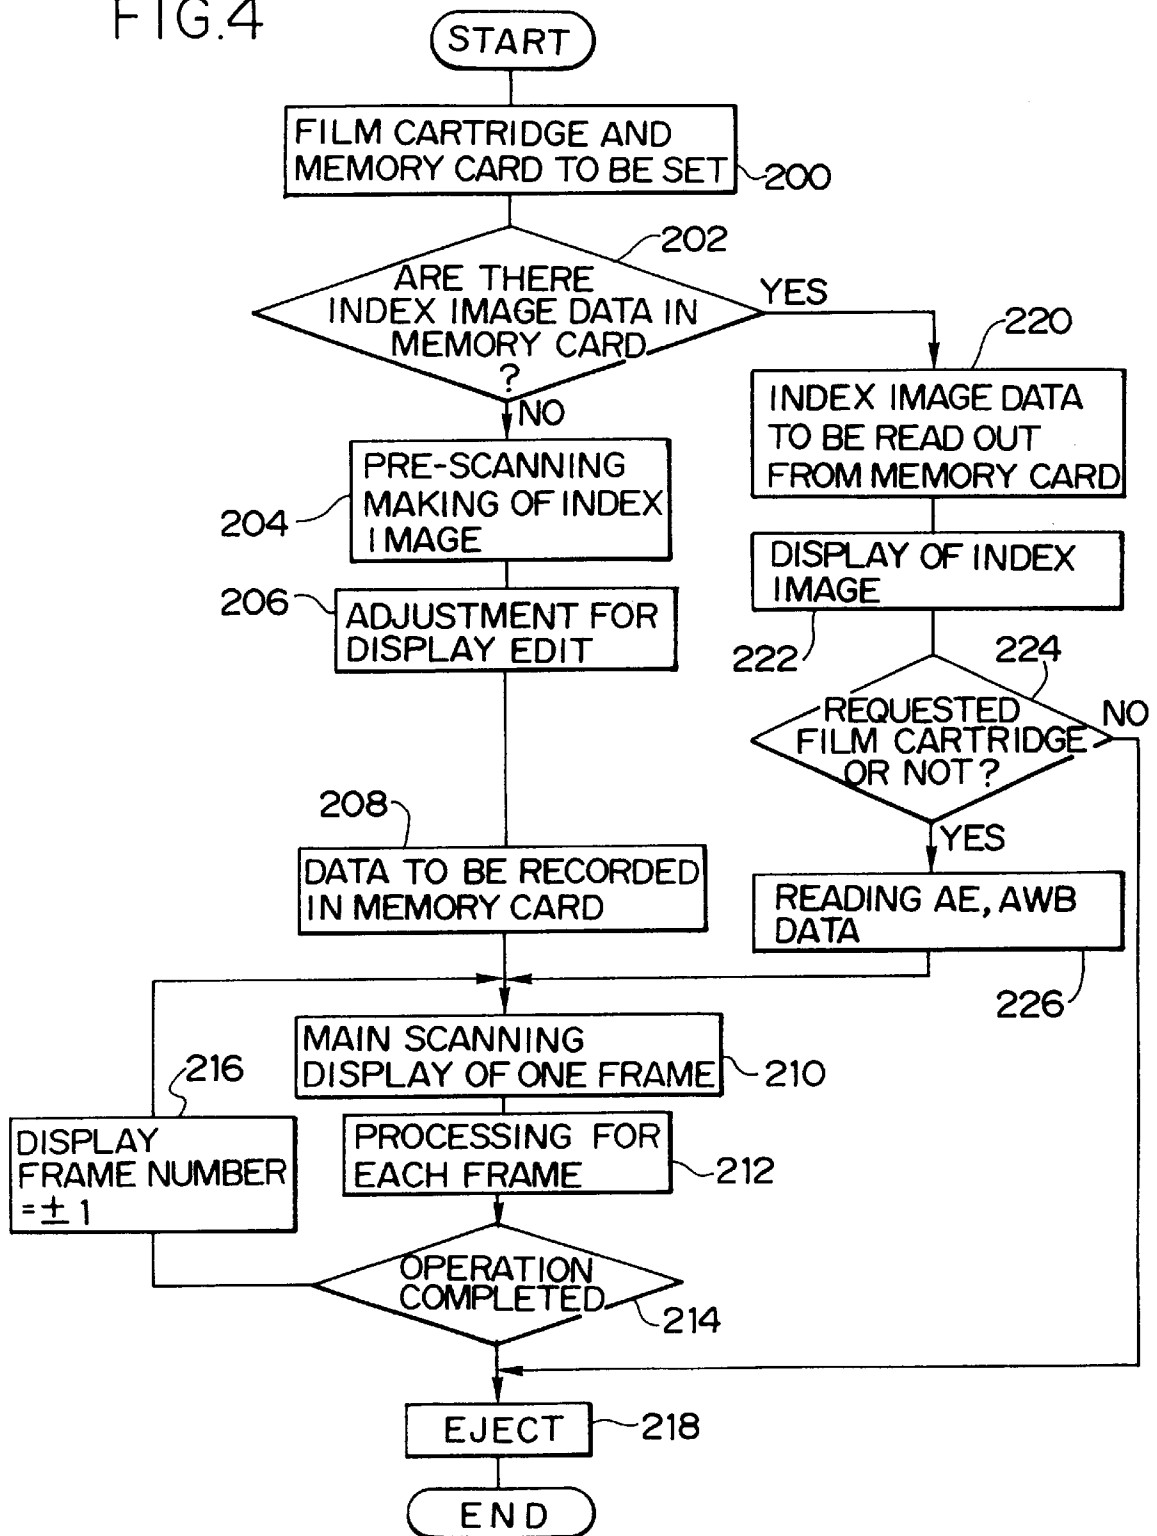 FIG.4
START
FILM CARTRIDGE AND
MEMORY CARD TO BE SET
200
202
ARE THERE
INDEX IMAGE DATA IN
MEMORY CARD
?
YES
NO
220
INDEX IMAGE DATA
TO BE READ OUT
FROM MEMORY CARD
PRE-SCANNING
MAKING OF INDEX
IMAGE
204
DISPLAY OF INDEX
IMAGE
222
206
ADJUSTMENT FOR
DISPLAY EDIT
224
REQUESTED
FILM CARTRIDGE
OR NOT?
NO
YES
208
DATA TO BE RECORDED
IN MEMORY CARD
READING AE, AWB
DATA
226
MAIN SCANNING
DISPLAY OF ONE FRAME
210
216
DISPLAY
FRAME NUMBER
=± 1
PROCESSING FOR
EACH FRAME
212
OPERATION
COMPLETED
214
EJECT
218
END